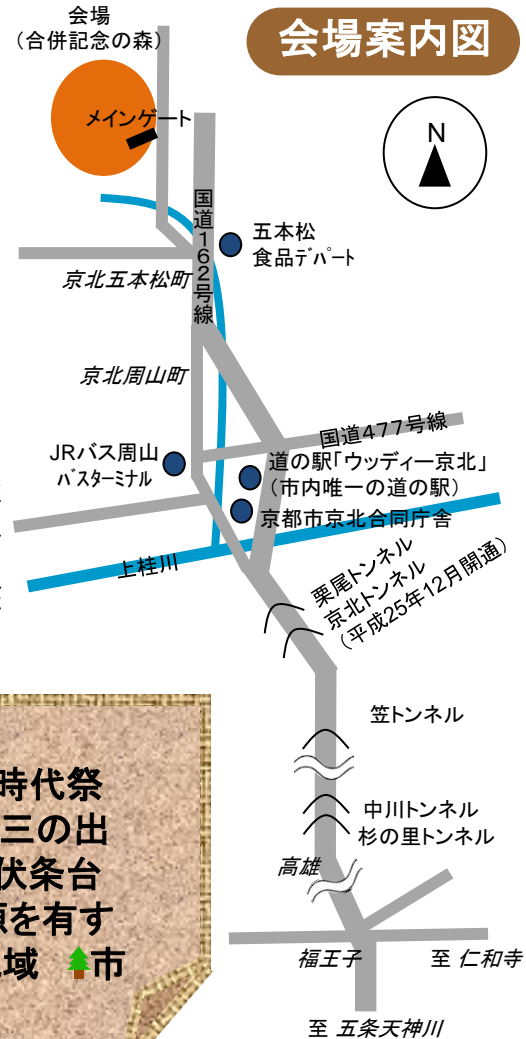 会場
（合併記念の森）
会場案内図
メインゲート
N
国道162号線
五本松
食品デパート
京北五本松町
京北周山町
国道477号線
JRバス周山
バスターミナル
道の駅「ウッディー京北」
（市内唯一の道の駅）
京都市京北合同庁舎
上桂川
栗尾トンネル
京北トンネル
（平成25年12月開通）
笠トンネル
中川トンネル
杉の里トンネル
高雄
福王子
至 仁和寺
至 五条天神川
時代祭
三の出
伏条台
源を有す
域 市